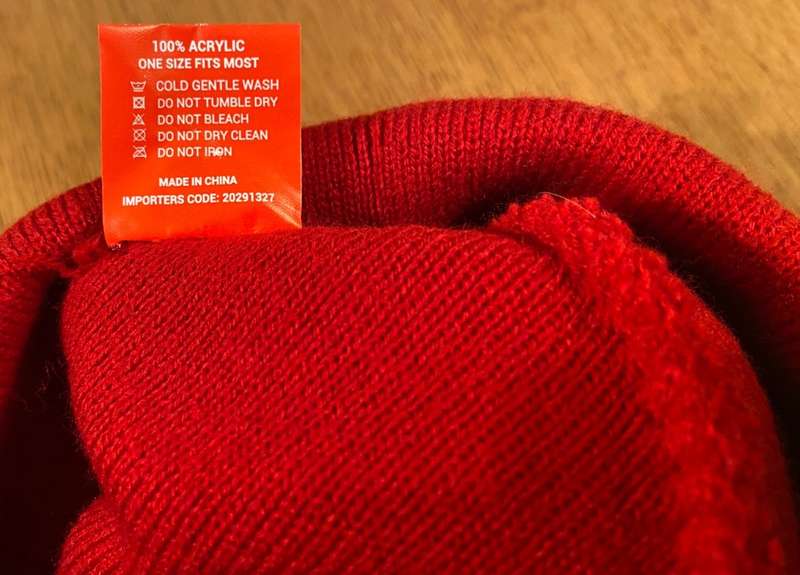 100% ACRYLIC
ONE SIZE FITS MOST
COLD GENTLE WASH
DO NOT TUMBLE DRY
DO NOT BLEACH
DO NOT DRY CLEAN
DO NOT IRON
MADE IN CHINA
IMPORTERS CODE: 20291327